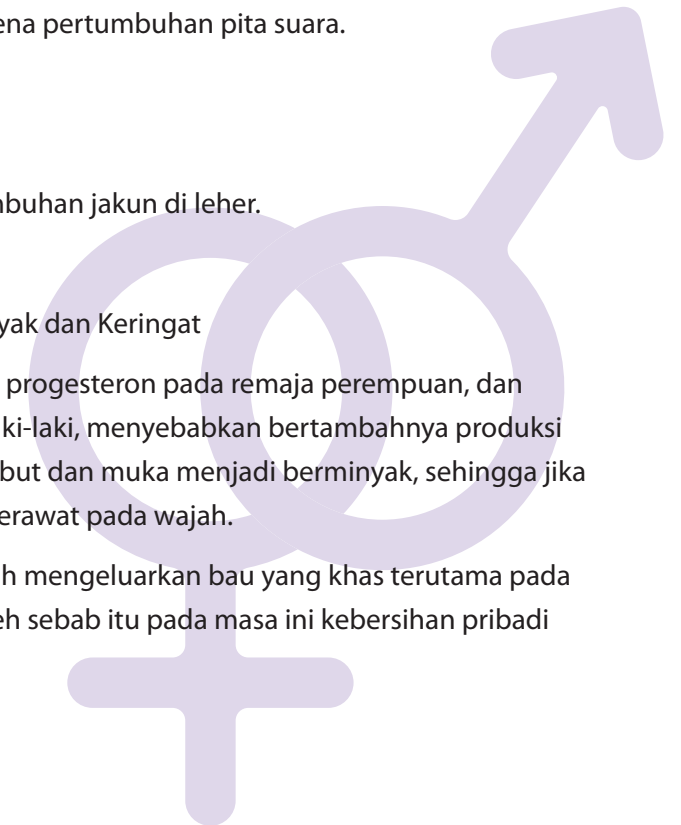 ena pertumbuhan pita suara.
buhan jakun di leher.
yak dan Keringat
progesteron pada remaja perempuan, dan
ki-laki, menyebabkan bertambahnya produksi
but dan muka menjadi berminyak, sehingga jika
erawat pada wajah.
h mengeluarkan bau yang khas terutama pada
eh sebab itu pada masa ini kebersihan pribadi